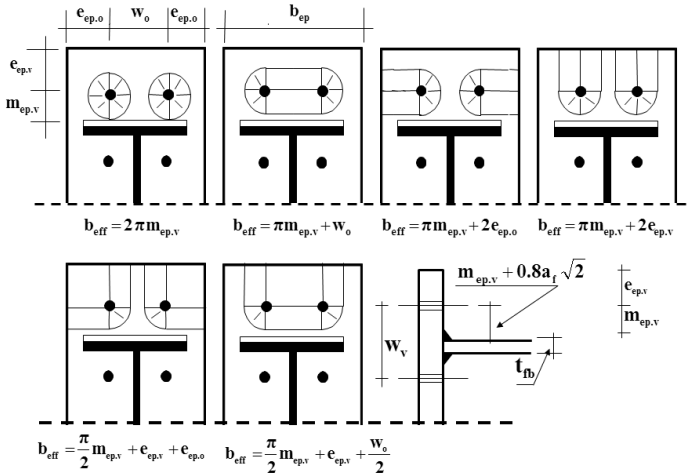 e_ep.o w_o e_ep.o b_ep
e_ep.v
m_ep.v
b_eff = 2πm_ep.v b_eff = πm_ep.v + w_o b_eff = πm_ep.v + 2e_ep.o b_eff = πm_ep.v + 2e_ep.v
m_ep.v + 0.8a_f √2
e_ep.v
m_ep.v
w_v
t_fb
b_eff = π/2 m_ep.v + e_ep.v + e_ep.o b_eff = π/2 m_ep.v + e_ep.v + w_o/2